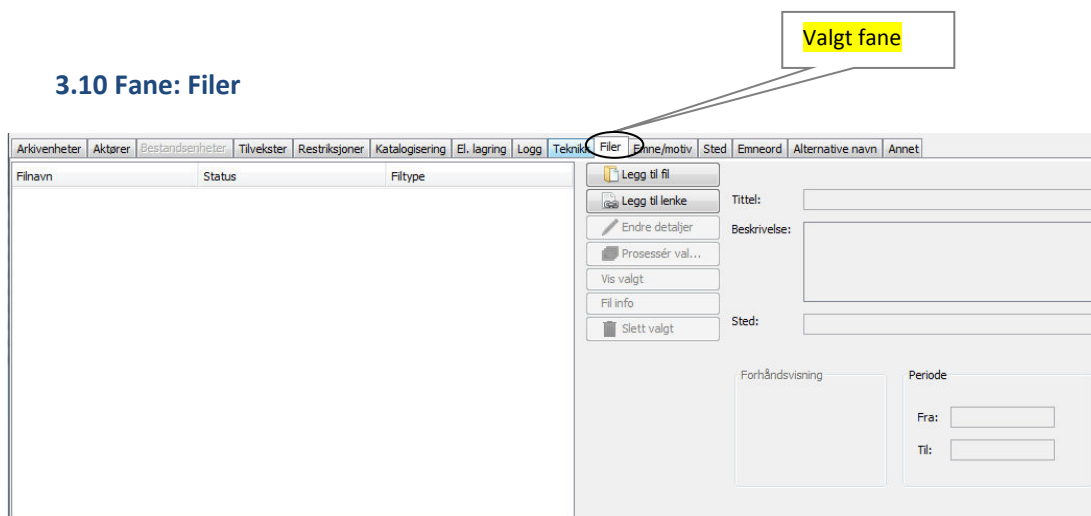 Valgt fane
3.10 Fane: Filer
Arkivenheter Aktører Bestandsenheter Tilvekster Restriksjoner Katalogisering El. lagring Logg Teknikk Filer Emne/motiv Sted Emneord Alternative navn Annet
Filnavn Status Filtype
Legg til fil
Legg til lenke
Tittel:
Endre detaljer
Beskrivelse:
Prosessér val...
Vis valgt
Fil info
Slett valgt
Sted:
Forhåndsvisning
Periode
Fra:
Til: